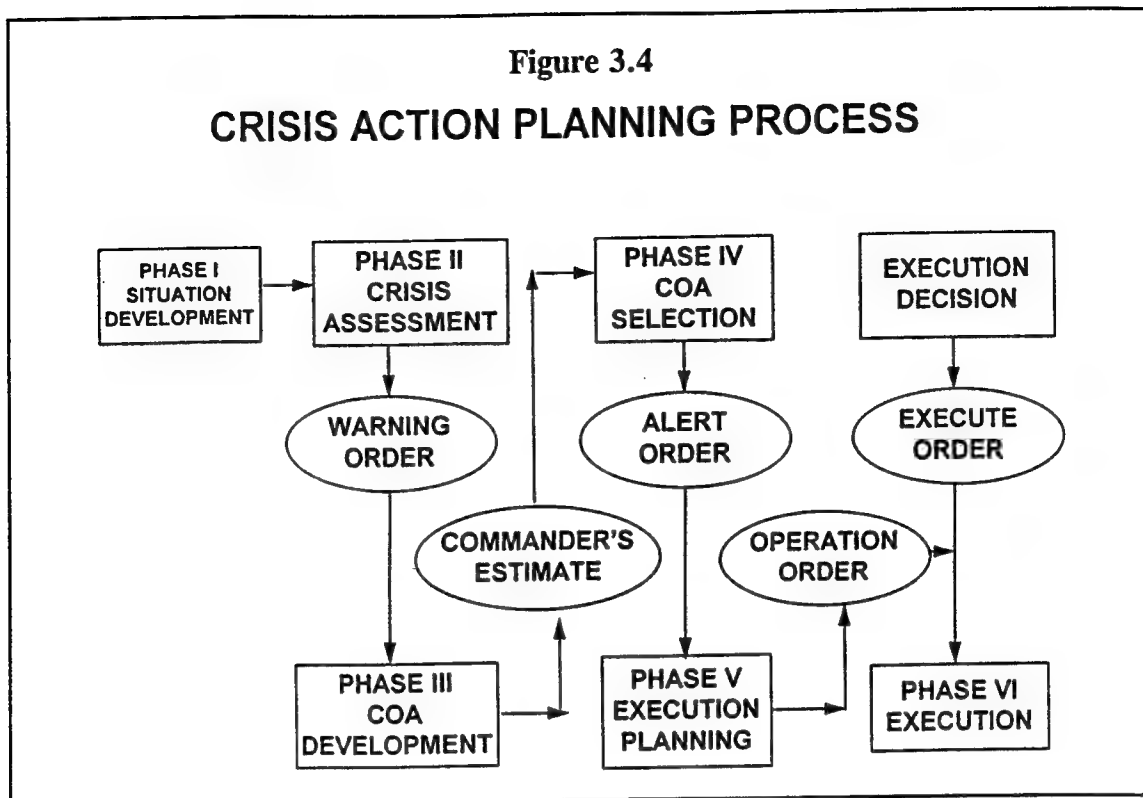 Figure 3.4
CRISIS ACTION PLANNING PROCESS
PHASE I
SITUATION
DEVELOPMENT
PHASE II
CRISIS
ASSESSMENT
WARNING
ORDER
PHASE III
COA
DEVELOPMENT
COMMANDER'S
ESTIMATE
PHASE IV
COA
SELECTION
ALERT
ORDER
PHASE V
EXECUTION
PLANNING
OPERATION
ORDER
EXECUTION
DECISION
EXECUTE
ORDER
PHASE VI
EXECUTION